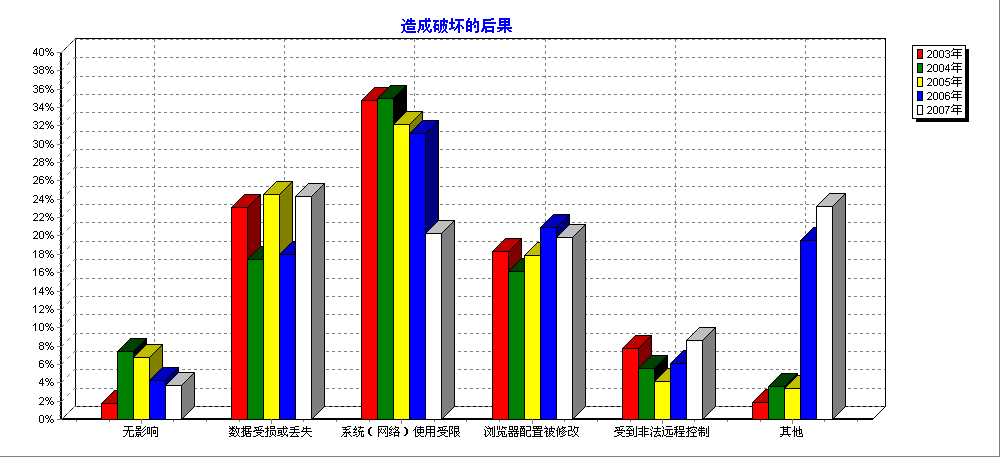 造成破坏的后果
40%
38%
36%
34%
32%
30%
28%
26%
24%
22%
20%
18%
16%
14%
12%
10%
8%
6%
4%
2%
0%
无影响
数据受损或丢失
系统（网络）使用受限
浏览器配置被修改
受到非法远程控制
其他
2003年
2004年
2005年
2006年
2007年